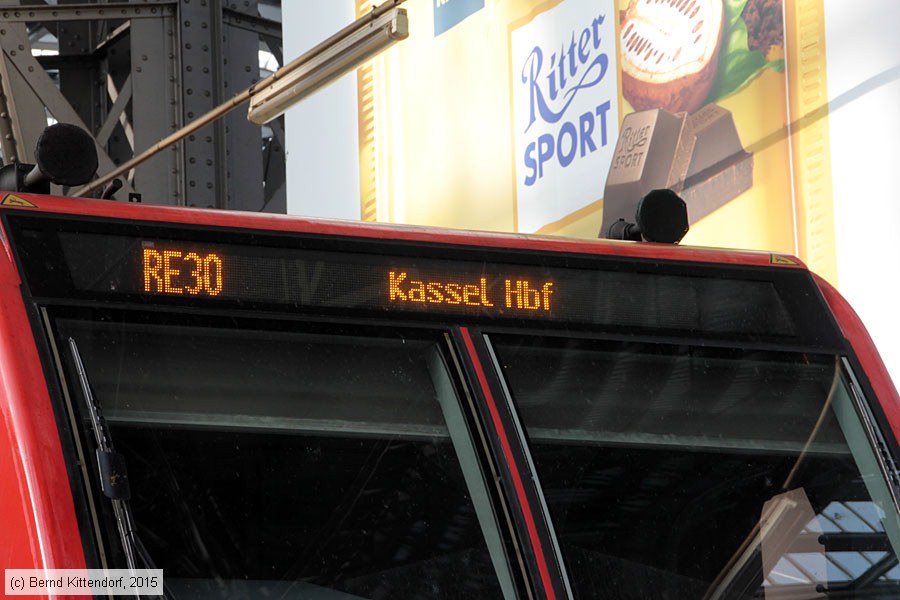 Ritter
SPORT
Ritter
SPORT
RE30 Kassel Hbf
(c) Bernd Kittendorf, 2015